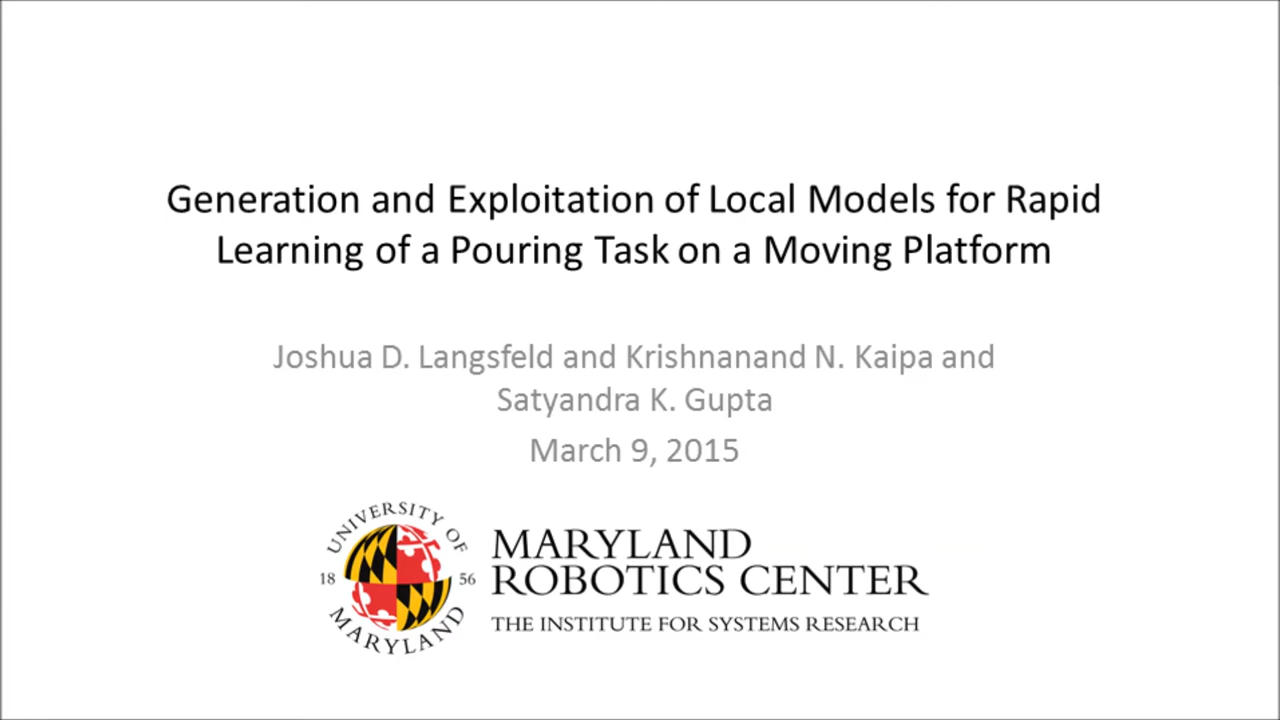 Generation and Exploitation of Local Models for Rapid
Learning of a Pouring Task on a Moving Platform
Joshua D. Langsfeld and Krishnanand N. Kaipa and
Satyandra K. Gupta
March 9, 2015
UNIVERSITY OF
18 56
MARYLAND
MARYLAND
ROBOTICS CENTER
THE INSTITUTE FOR SYSTEMS RESEARCH